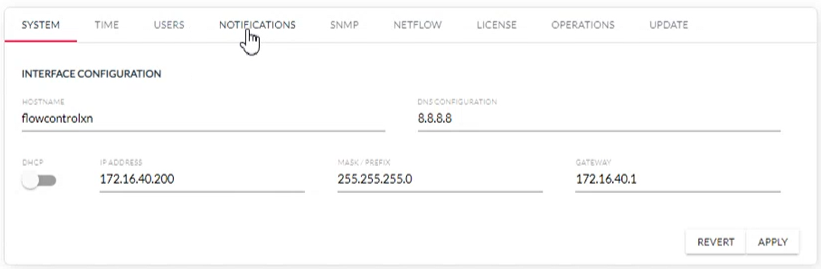 SYSTEM TIME USERS NOTIFICATIONS SNMP NETFLOW LICENSE OPERATIONS UPDATE
INTERFACE CONFIGURATION
HOSTNAME DNS CONFIGURATION
flowcontrolxn 8.8.8.8
DHCP IP ADDRESS MASK / PREFIX GATEWAY
172.16.40.200 255.255.255.0 172.16.40.1
REVERT APPLY